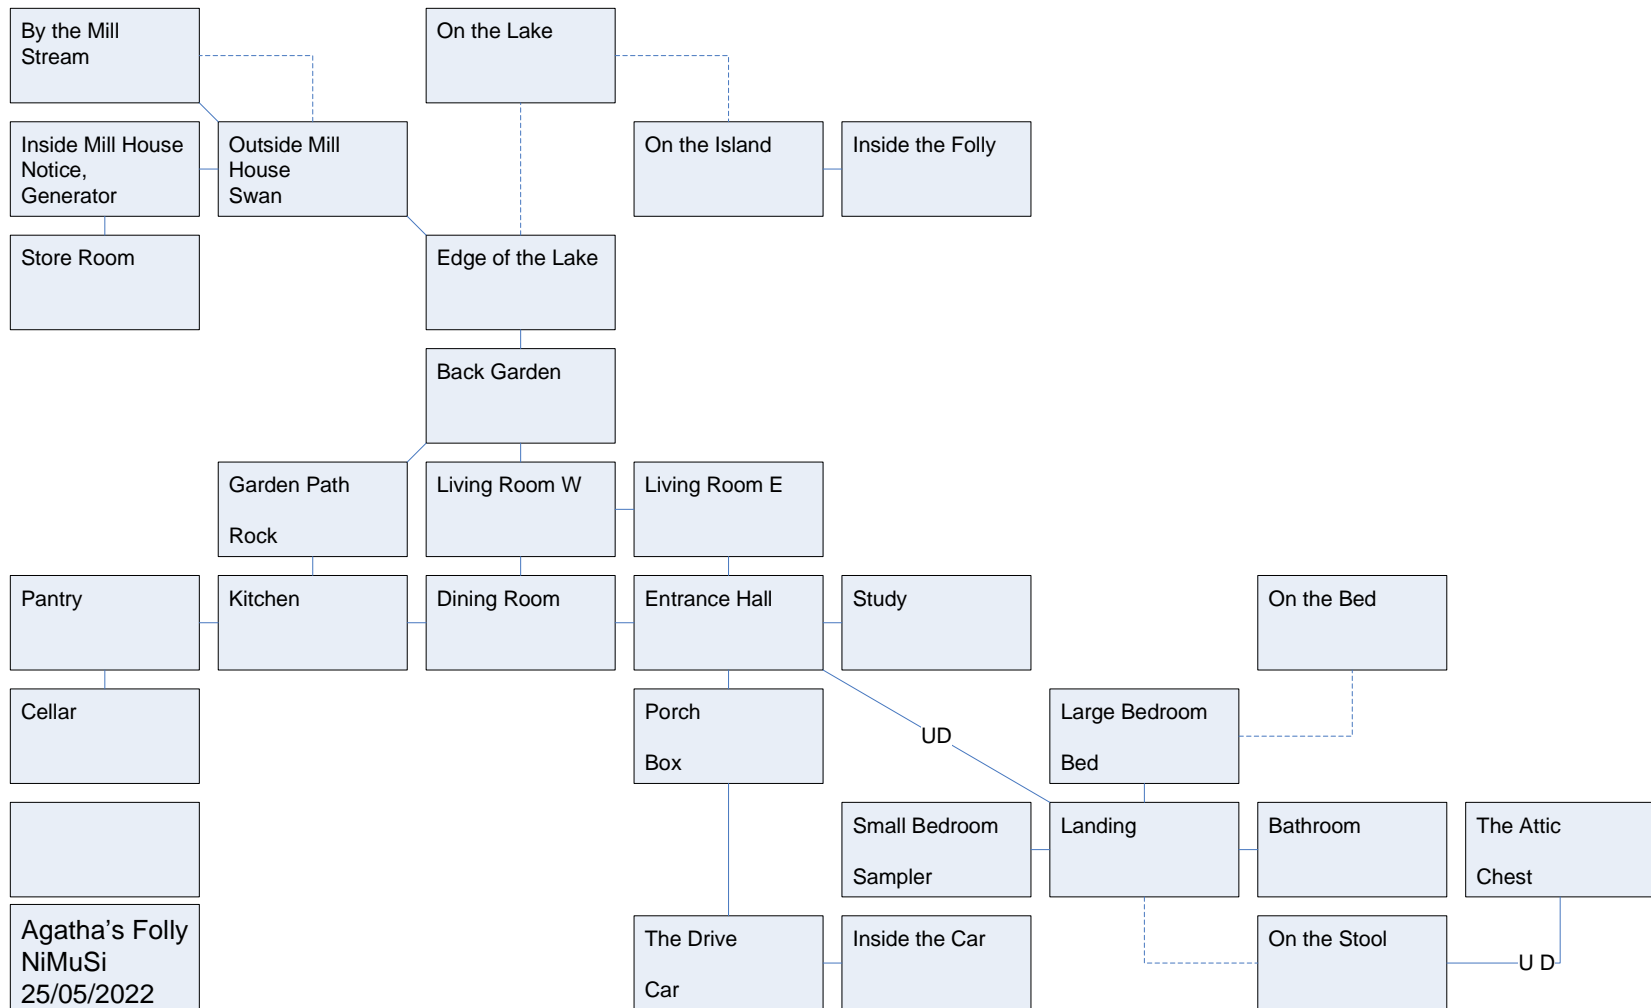 By the Mill
Stream
On the Lake
Inside Mill House
Notice,
Generator
Outside Mill
House
Swan
On the Island
Inside the Folly
Store Room
Edge of the Lake
Back Garden
Garden Path
Rock
Living Room W
Living Room E
Pantry
Kitchen
Dining Room
Entrance Hall
Study
On the Bed
Cellar
Porch
Box
UD
Large Bedroom
Bed
Small Bedroom
Sampler
Landing
Bathroom
The Attic
Chest
Agatha's Folly
NiMuSi
25/05/2022
The Drive
Car
Inside the Car
On the Stool
U D